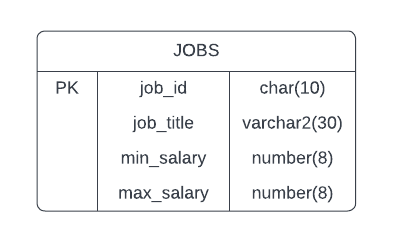 JOBS
PK job_id char(10)
job_title varchar2(30)
min_salary number(8)
max_salary number(8)